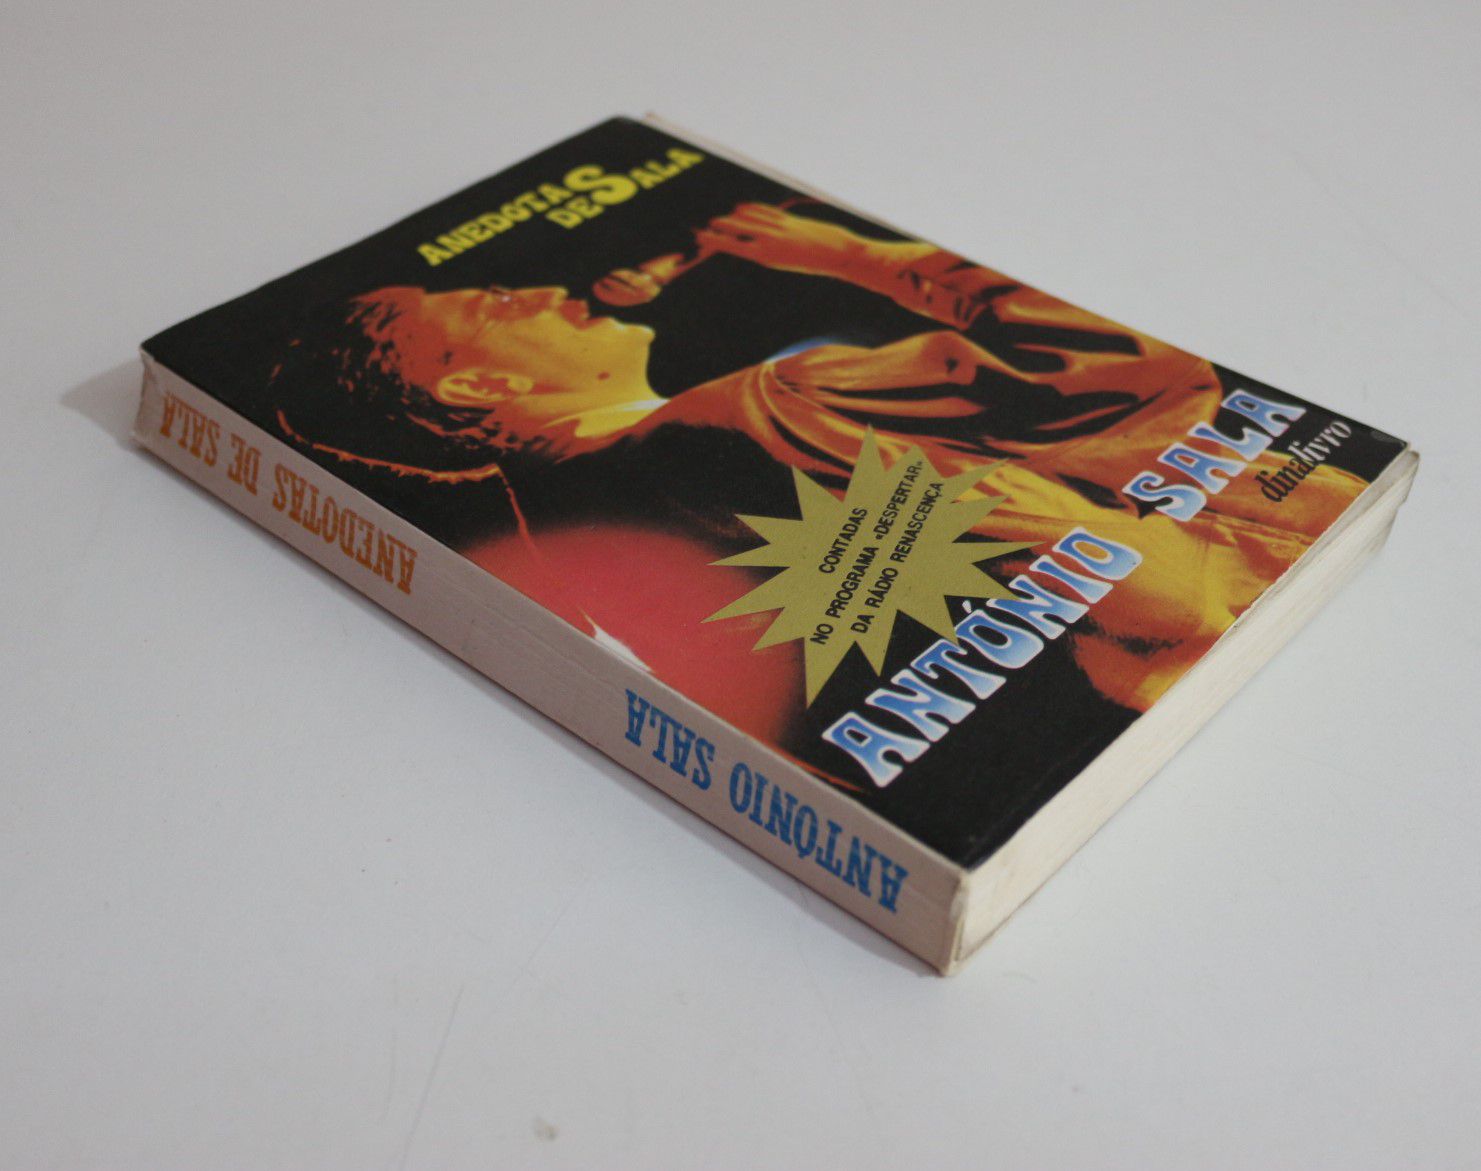 ANEDOTAS
DE SALA
CONTADAS
NO PROGRAMA «DESPERTAR»
DA RÁDIO RENASCENÇA
ANTÓNIO SALA
dinalivro
ANTÓNIO SALA
ANEDOTAS DE SALA